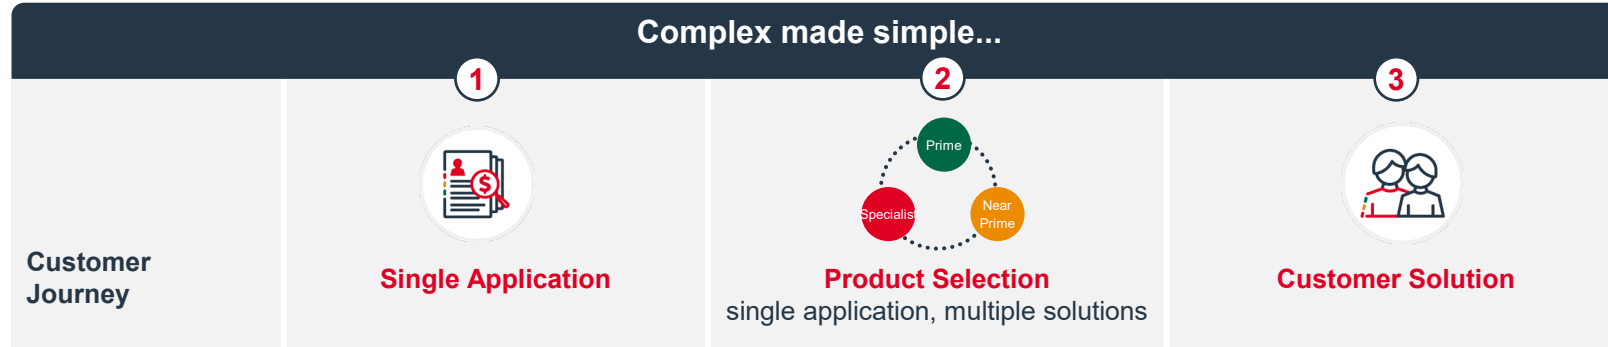 Complex made simple...
1
2
3
Prime
Specialist
Near
Prime
$
Customer
Journey
Single Application
Product Selection
single application, multiple solutions
Customer Solution